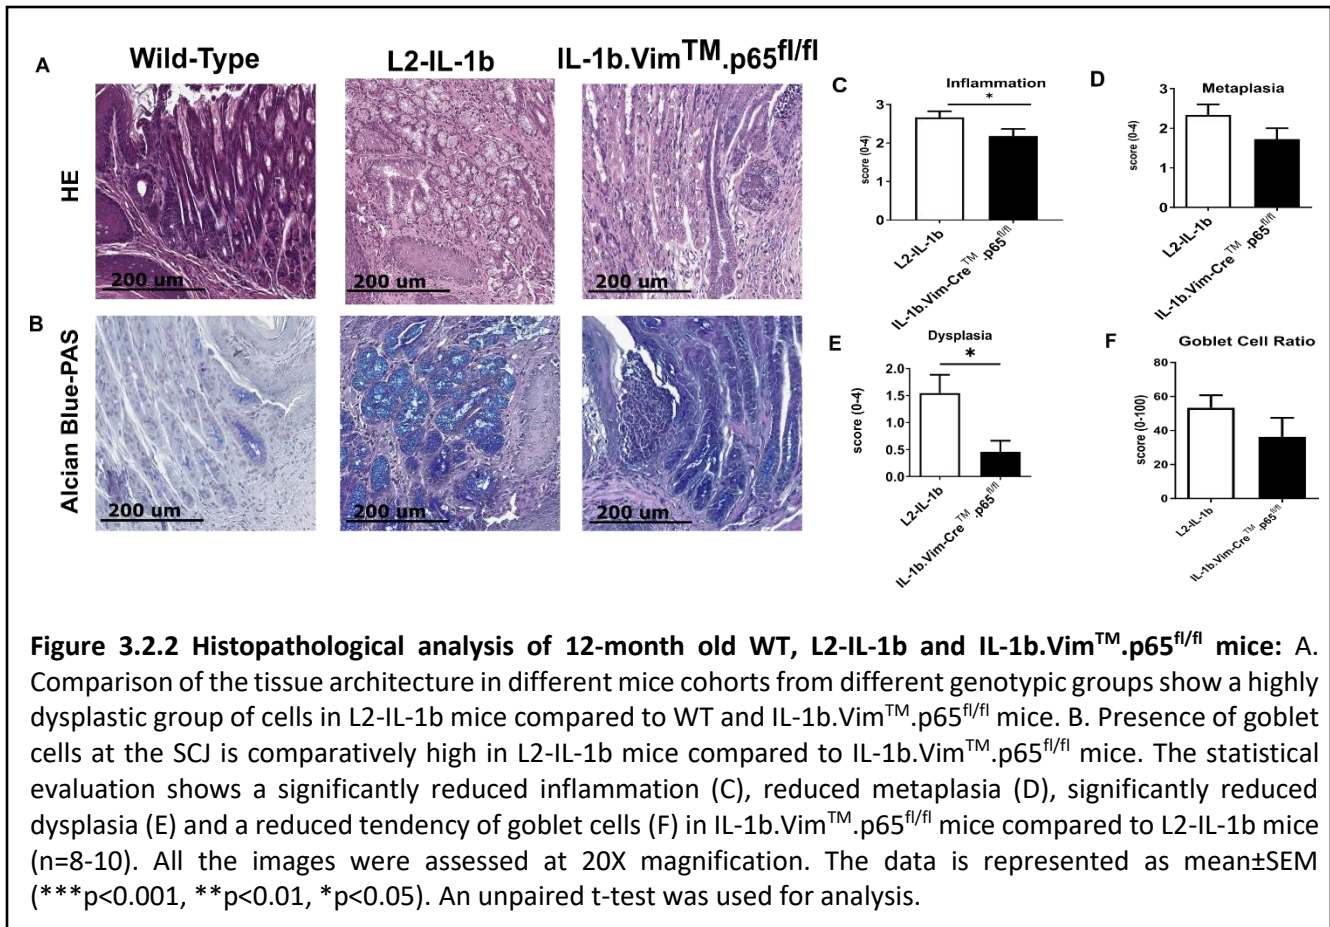 A
Wild-Type
L2-IL-1b
IL-1b.Vim™.p65fl/fl
HE
200 um
200 um
200 um
B
Alcian Blue-PAS
200 um
200 um
200 um
C
Inflammation
*
score (0-4)
3
2
1
0
L2-IL-1b
IL-1b.Vim-Cre™.p65fl/fl
D
Metaplasia
score (0-4)
3
2
1
0
L2-IL-1b
IL-1b.Vim-Cre™.p65fl/fl
E
Dysplasia
*
score (0-4)
2.0
1.5
1.0
0.5
0.0
L2-IL-1b
IL-1b.Vim-Cre™.p65fl/fl
F
Goblet Cell Ratio
score (0-100)
80
60
40
20
0
L2-IL-1b
IL-1b.Vim-Cre™.p65fl/fl
Figure 3.2.2 Histopathological analysis of 12-month old WT, L2-IL-1b and IL-1b.Vim™.p65fl/fl mice: A.
Comparison of the tissue architecture in different mice cohorts from different genotypic groups show a highly
dysplastic group of cells in L2-IL-1b mice compared to WT and IL-1b.Vim™.p65fl/fl mice. B. Presence of goblet
cells at the SCJ is comparatively high in L2-IL-1b mice compared to IL-1b.Vim™.p65fl/fl mice. The statistical
evaluation shows a significantly reduced inflammation (C), reduced metaplasia (D), significantly reduced
dysplasia (E) and a reduced tendency of goblet cells (F) in IL-1b.Vim™.p65fl/fl mice compared to L2-IL-1b mice
(n=8-10). All the images were assessed at 20X magnification. The data is represented as mean±SEM
(***p<0.001, **p<0.01, *p<0.05). An unpaired t-test was used for analysis.